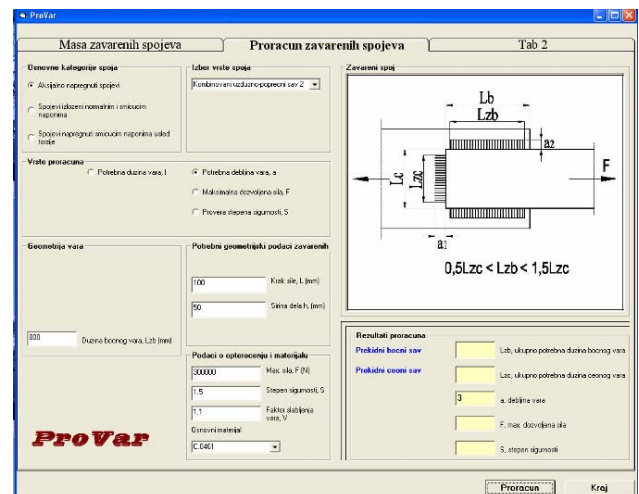 ProVar
Masa zavarenih spojeva
Proracun zavarenih spojeva
Tab 2
Osnovne kategorije spoja
Aksijalno napregnuti spojevi
Spojevi izlozeni normalnim i smicucim
naponima
Spojevi napregnuti smicucim naponima usled
torzije
Izbor vrste spoja
Kombinovani uzduzno-poprecni sav 2
Vrste proracuna
Potrebna duzina vara, l
Potrebna debljina vara, a
Maksimalna dozvoljena sila, F
Provera stepena sigurnosti, S
Geometrija vara
800
Duzina bocnog vara, Lzb (mm)
Potrebni geometrijski podaci zavarenih
100
Krak sile, L (mm)
50
Sirina dela h, (mm)
Podaci o opterecenju i materijalu
300000
Max. sila, F (N)
1.5
Stepen sigurnosti, S
1.1
Faktor slabljenja
vara, V
Osnovni materijal
C.0461
ProVar
Zavareni spoj
Lb
Lzb
a2
Lc
Lzc
F
a1
0,5Lzc < Lzb < 1,5Lzc
Rezultati proracuna
Prekidni bocni sav
Lzb, ukupno potrebna duzina bocnog vara
Prekidni ceoni sav
Lzc, ukupno potrebna duzina ceonog vara
3
a, debljina vara
F, max. dozvoljena sila
S, stepen sigurnosti
Proracun
Kraj